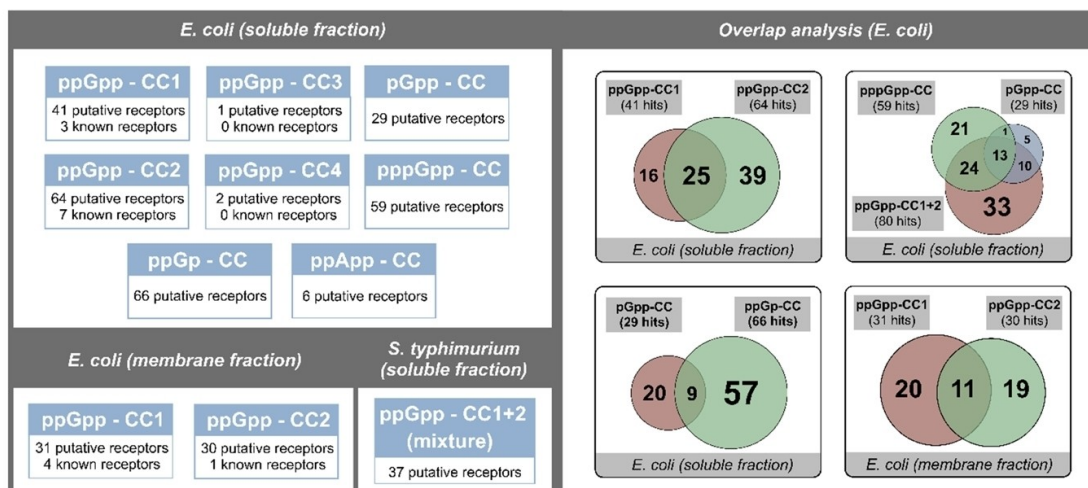 E. coli (soluble fraction)
ppGpp - CC1
41 putative receptors
3 known receptors
ppGpp - CC3
1 putative receptors
0 known receptors
pGpp - CC
29 putative receptors
ppGpp - CC2
64 putative receptors
7 known receptors
ppGpp - CC4
2 putative receptors
0 known receptors
pppGpp - CC
59 putative receptors
ppGp - CC
66 putative receptors
ppApp - CC
6 putative receptors
E. coli (membrane fraction)
ppGpp - CC1
31 putative receptors
4 known receptors
ppGpp - CC2
30 putative receptors
1 known receptors
S. typhimurium
(soluble fraction)
ppGpp - CC1+2
(mixture)
37 putative receptors
Overlap analysis (E. coli)
ppGpp-CC1
(41 hits)
ppGpp-CC2
(64 hits)
16
25
39
E. coli (soluble fraction)
pppGpp-CC
(59 hits)
pGpp-CC
(29 hits)
21
1
5
24
13
10
33
ppGpp-CC1+2
(80 hits)
E. coli (soluble fraction)
pGpp-CC
(29 hits)
ppGp-CC
(66 hits)
20
9
57
E. coli (soluble fraction)
ppGpp-CC1
(31 hits)
ppGpp-CC2
(30 hits)
20
11
19
E. coli (membrane fraction)